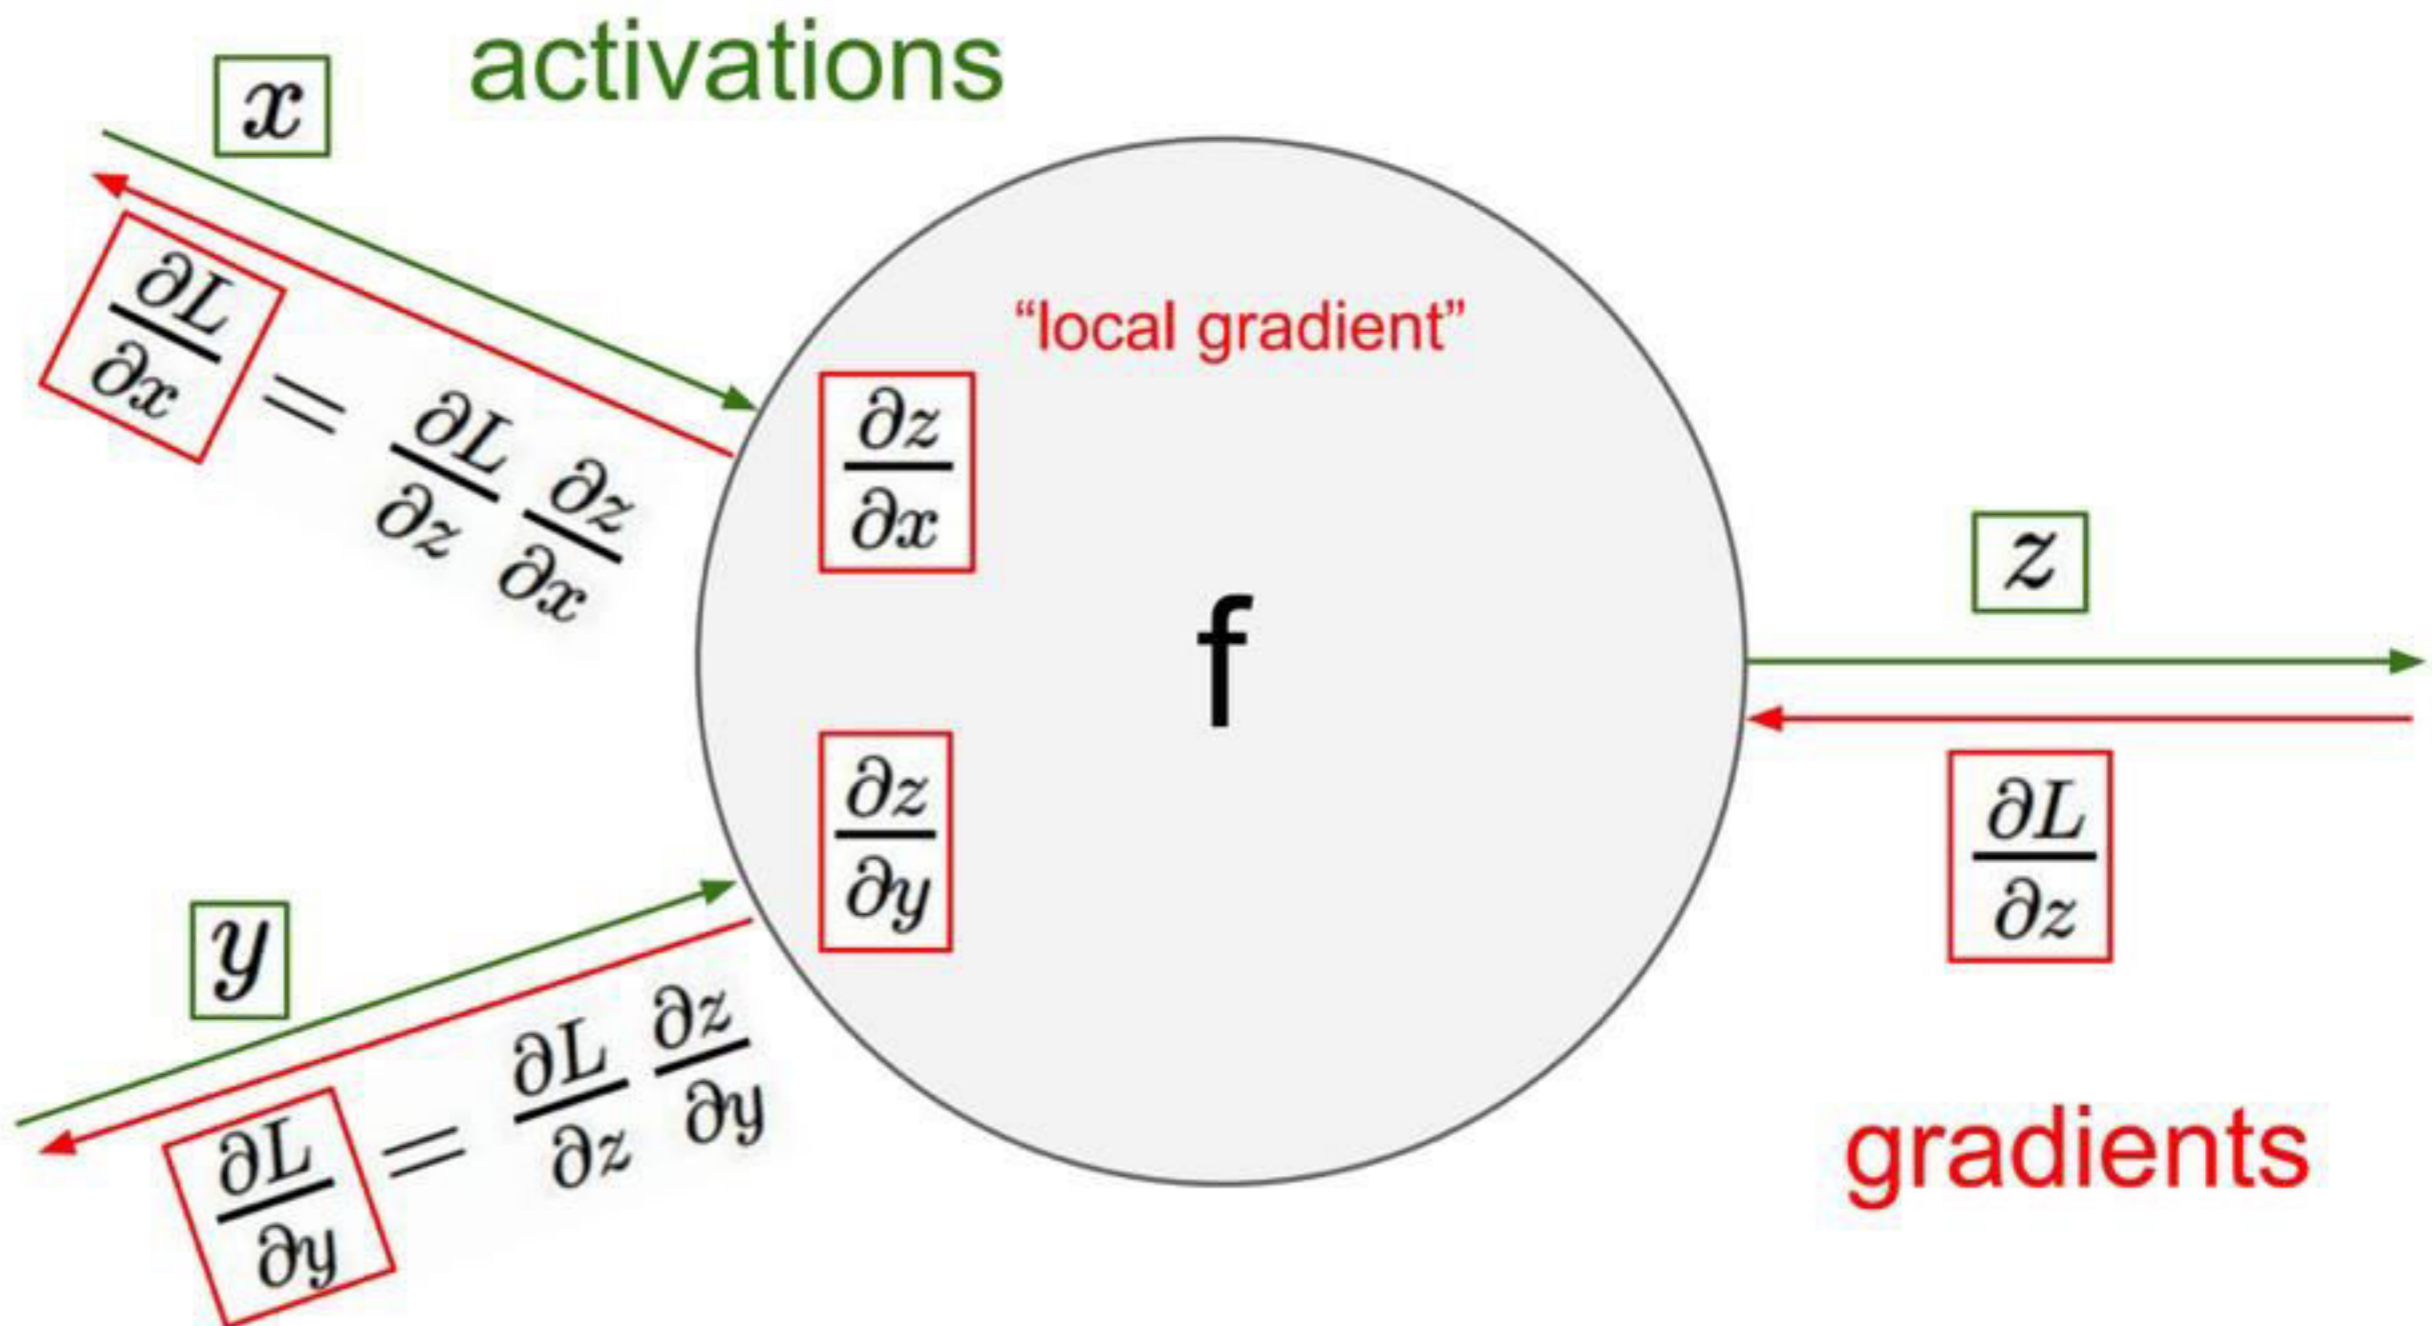 activations
x
∂L/∂x = ∂L/∂z ∂z/∂x
“local gradient”
∂z/∂x
f
z
∂z/∂y
∂L/∂z
y
∂L/∂y = ∂L/∂z ∂z/∂y
gradients